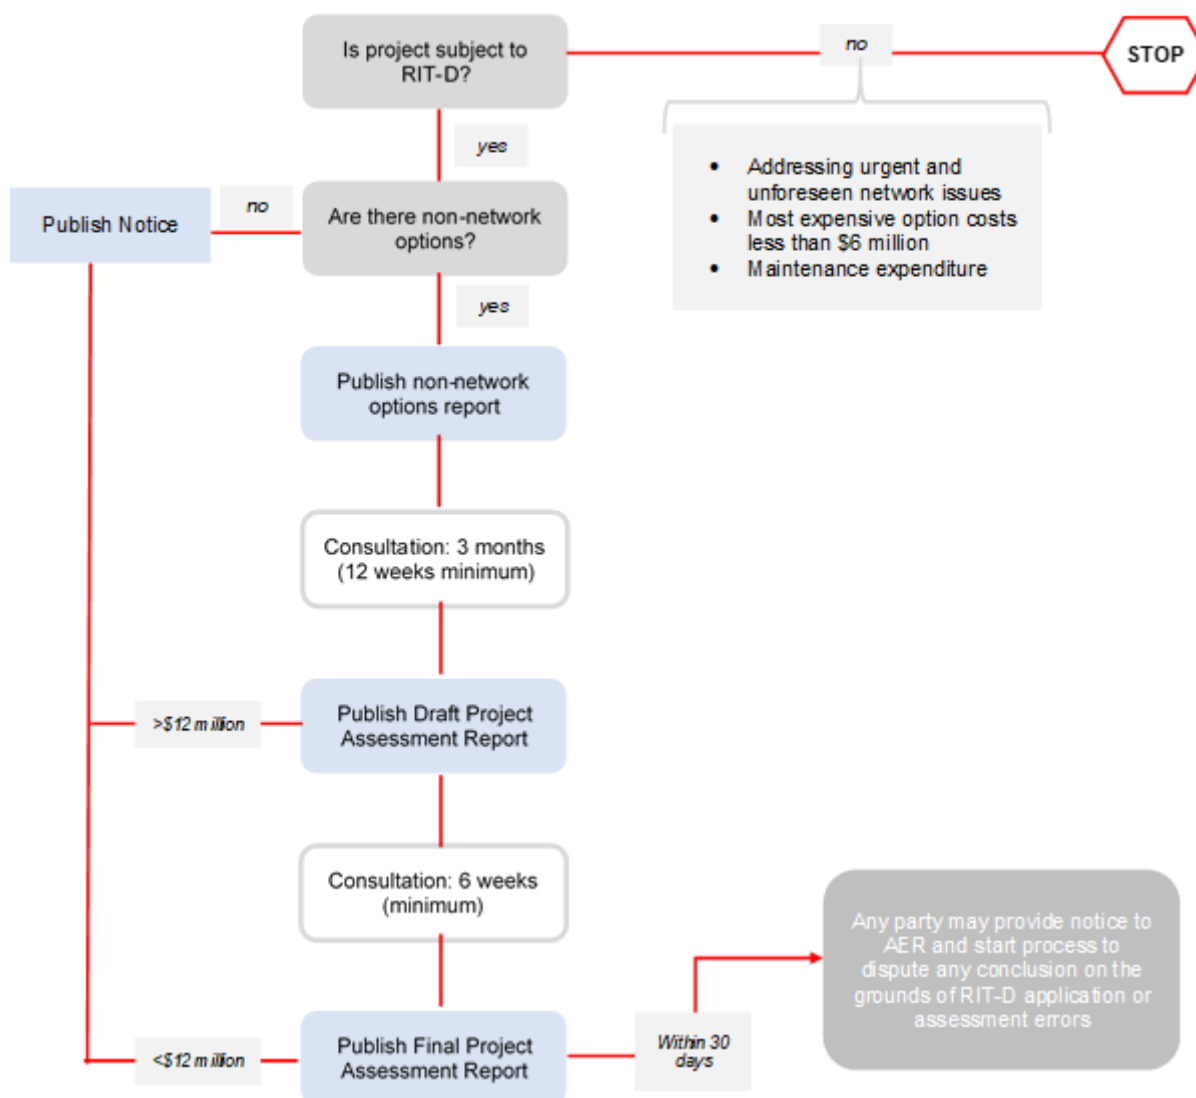 Is project subject to
RIT-D?
no
STOP
yes
• Addressing urgent and
unforeseen network issues
• Most expensive option costs
less than $6 million
• Maintenance expenditure
Publish Notice
no
Are there non-network
options?
yes
Publish non-network
options report
Consultation: 3 months
(12 weeks minimum)
>$12 million
Publish Draft Project
Assessment Report
Consultation: 6 weeks
(minimum)
Any party may provide notice to
AER and start process to
dispute any conclusion on the
grounds of RIT-D application or
assessment errors
<$12 million
Publish Final Project
Assessment Report
Within 30
days